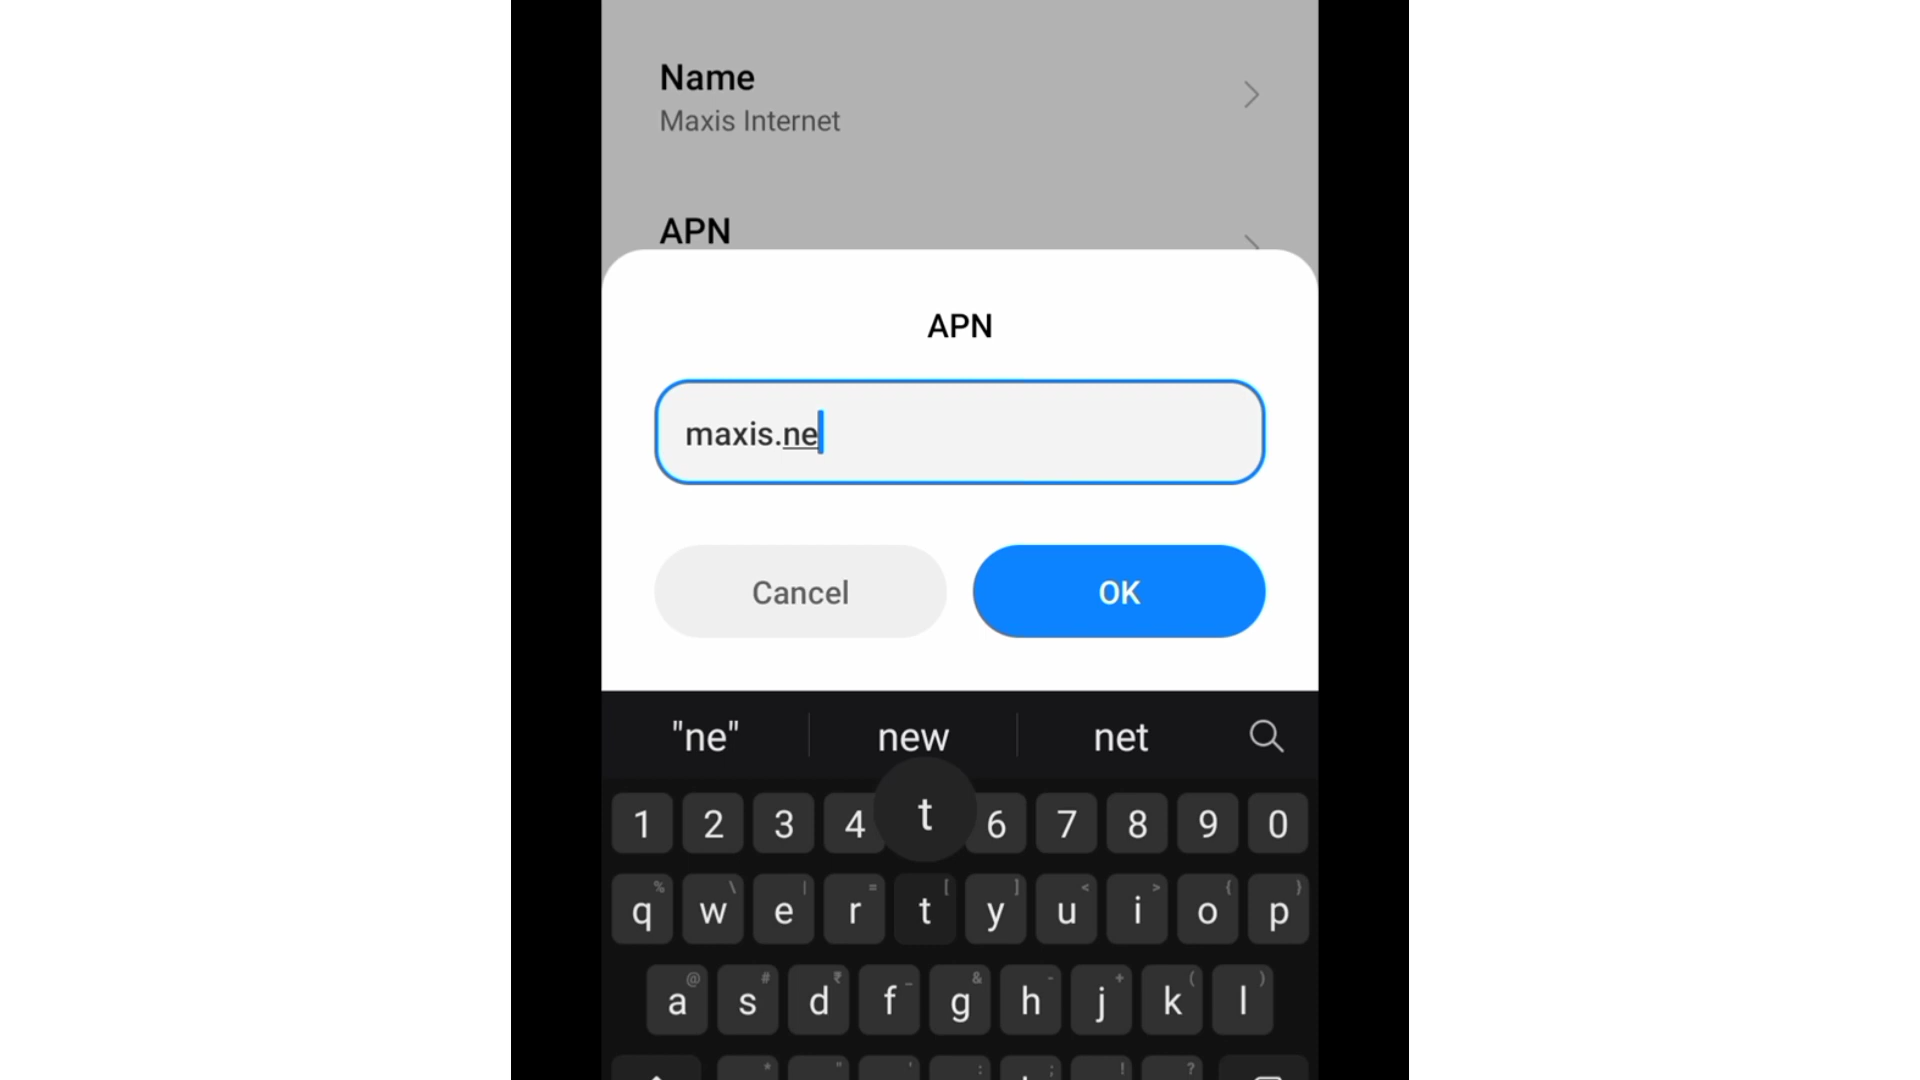 Name
Maxis Internet
APN
APN
maxis.ne
Cancel OK
"ne" new net
t
1 2 3 4 6 7 8 9 0
% \ | = [ ] < > { }
q w e r t y u i o p
@ # ₹ _ & - + ( )
a s d f g h j k l
* " ' : ; ! ?